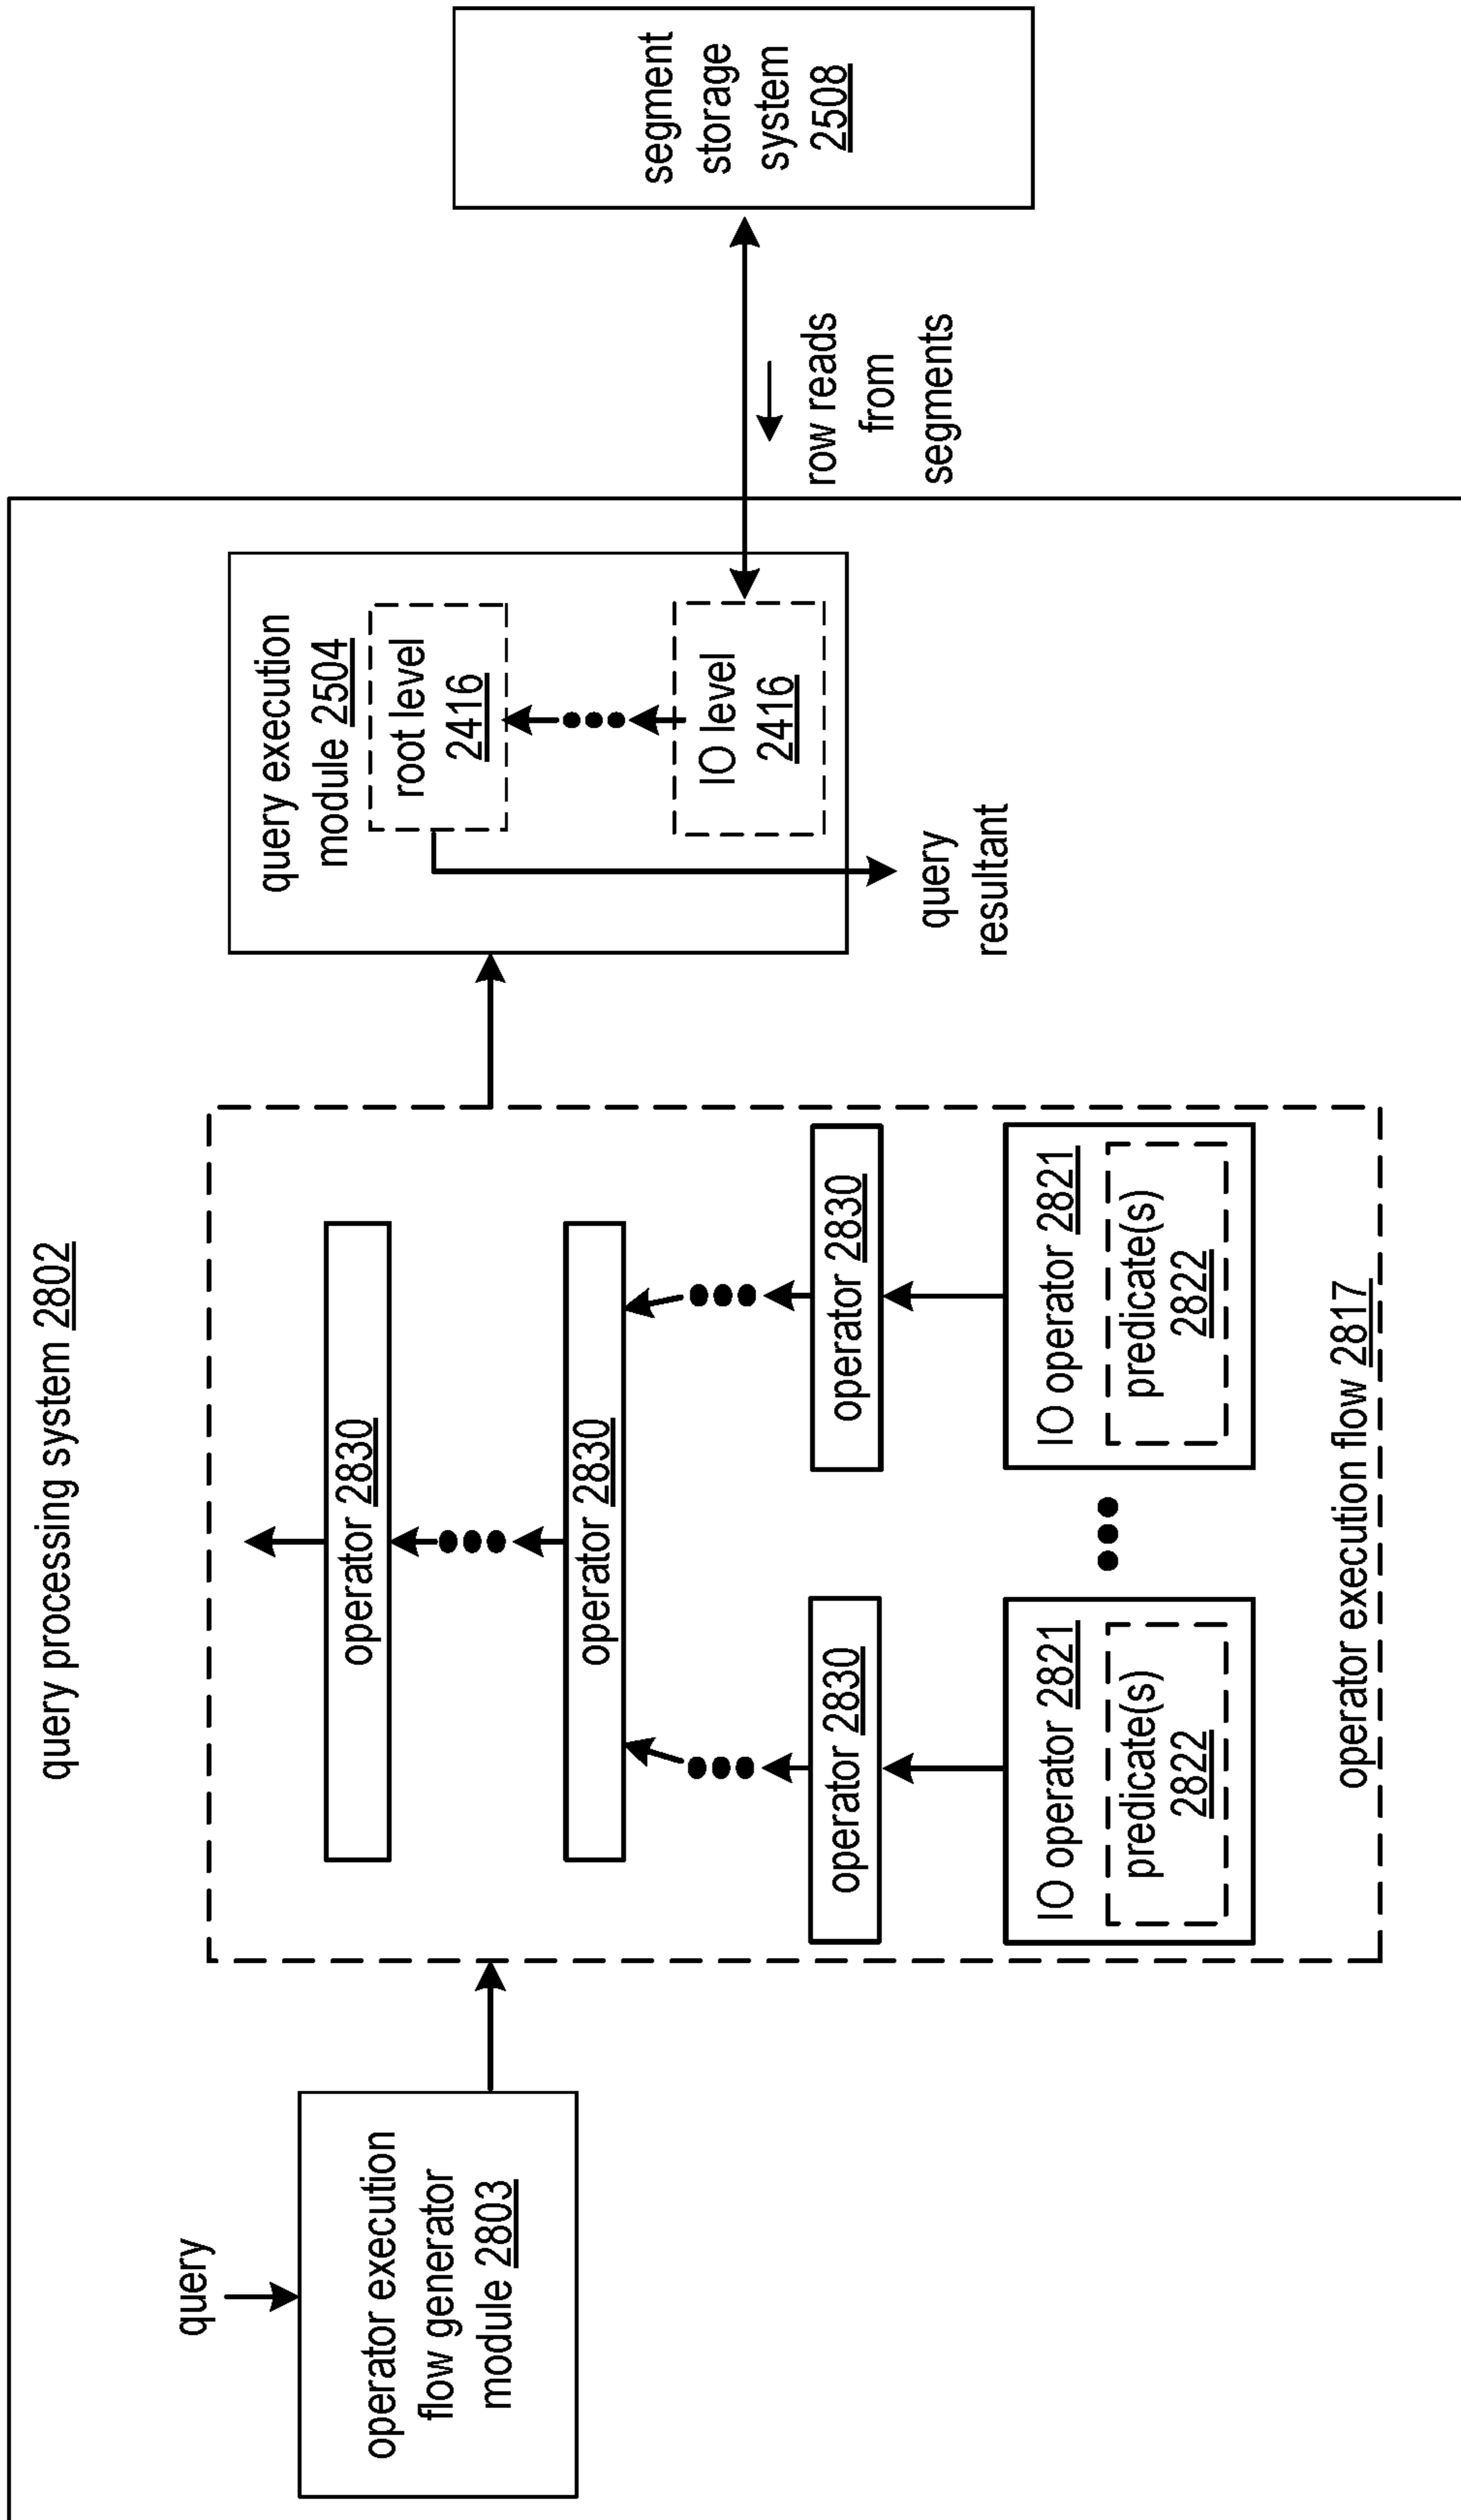 query processing system 2802
query
operator execution
flow generator
module 2803
operator 2830
operator 2830
operator 2830
operator 2830
IO operator 2821
predicate(s)
2822
IO operator 2821
predicate(s)
2822
operator execution flow 2817
query execution
module 2504
root level
2416
IO level
2416
query
resultant
row reads
from
segments
segment
storage
system
2508